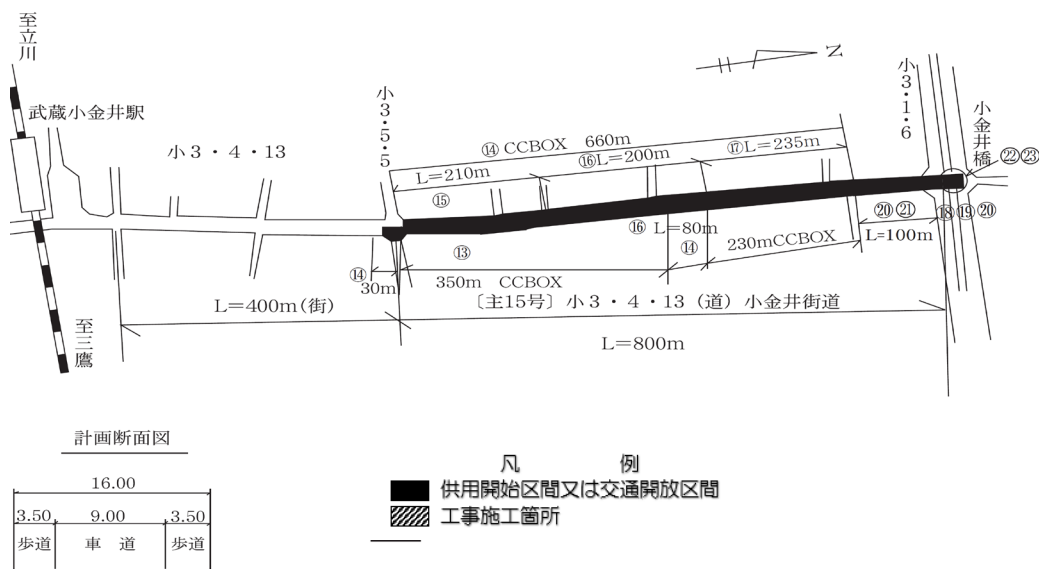 至立川
武蔵小金井駅
小３・４・13
小３・５・５
N
小３・１・６
小金井橋
㉒㉓
⑭ CCBOX 660m
⑯L＝200m
⑰L＝235m
L＝210m
⑮
⑬
⑯ L＝80m
⑭
230mCCBOX
⑳ ㉑
⑱⑲⑳
L=100m
⑭
30m
350m CCBOX
L＝400m(街)
〔主15号〕小３・４・13（道）小金井街道
L＝800m
至三鷹
計画断面図
16.00
3.50 9.00 3.50
歩道 車 道 歩道
凡 例
供用開始区間又は交通開放区間
工事施工箇所